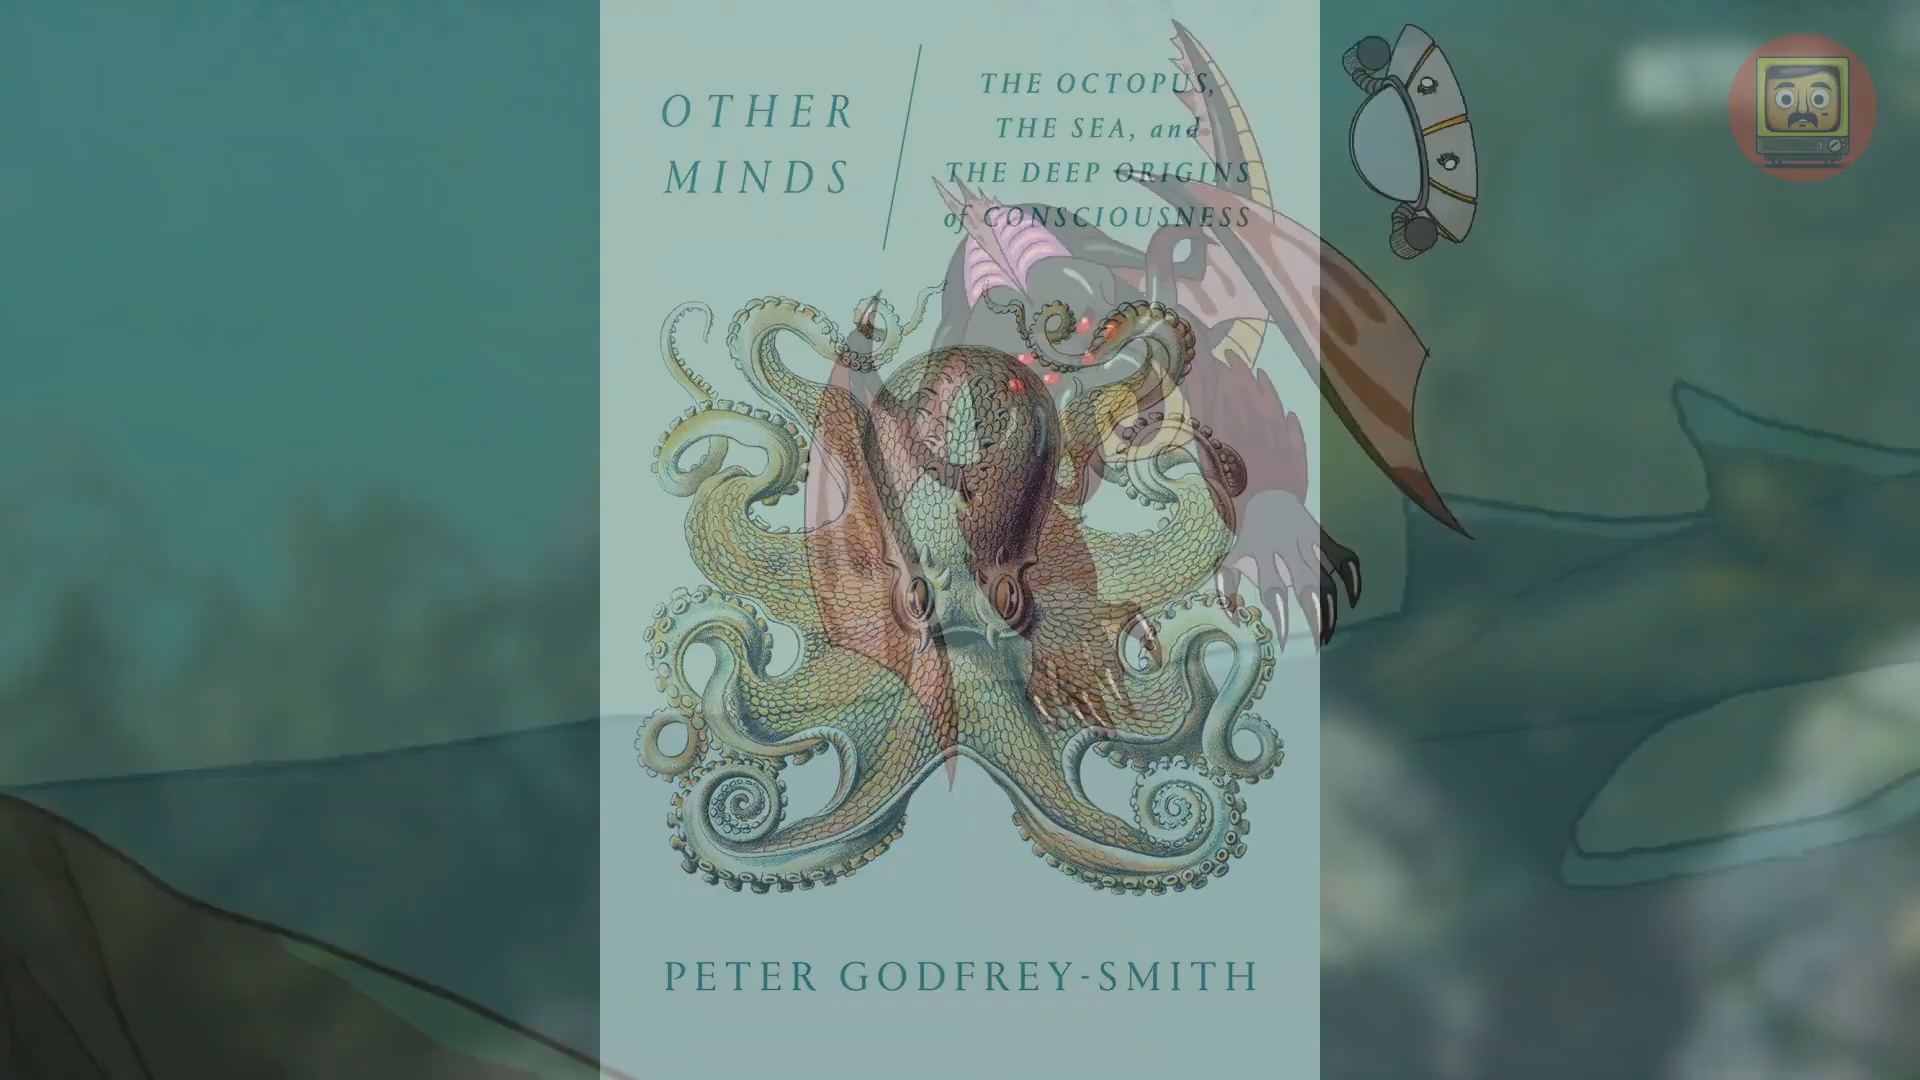 OTHER
MINDS
THE OCTOPUS,
THE SEA, and
THE DEEP ORIGINS
of CONSCIOUSNESS
PETER GODFREY-SMITH